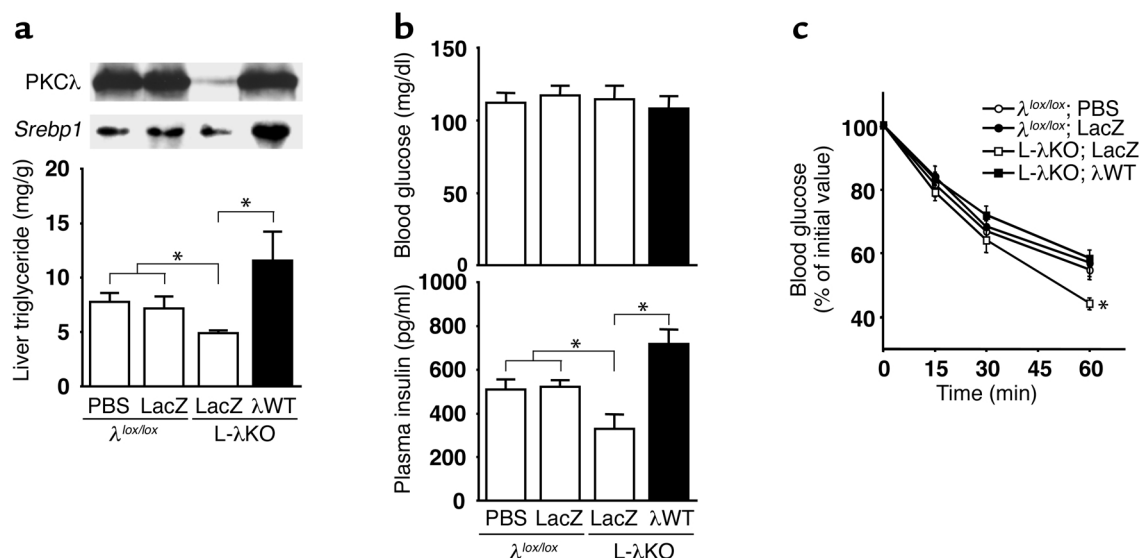 a
PKCλ
Srebp1
Liver triglyceride (mg/g)
20
15
10
5
0
*
*
PBS LacZ LacZ λWT
λlox/lox L-λKO
b
Blood glucose (mg/dl)
150
100
50
0
Plasma insulin (pg/ml)
1000
800
600
400
200
0
*
*
PBS LacZ LacZ λWT
λlox/lox L-λKO
c
Blood glucose
(% of initial value)
100
80
60
40
λlox/lox; PBS
λlox/lox; LacZ
L-λKO; LacZ
L-λKO; λWT
*
0 15 30 45 60
Time (min)